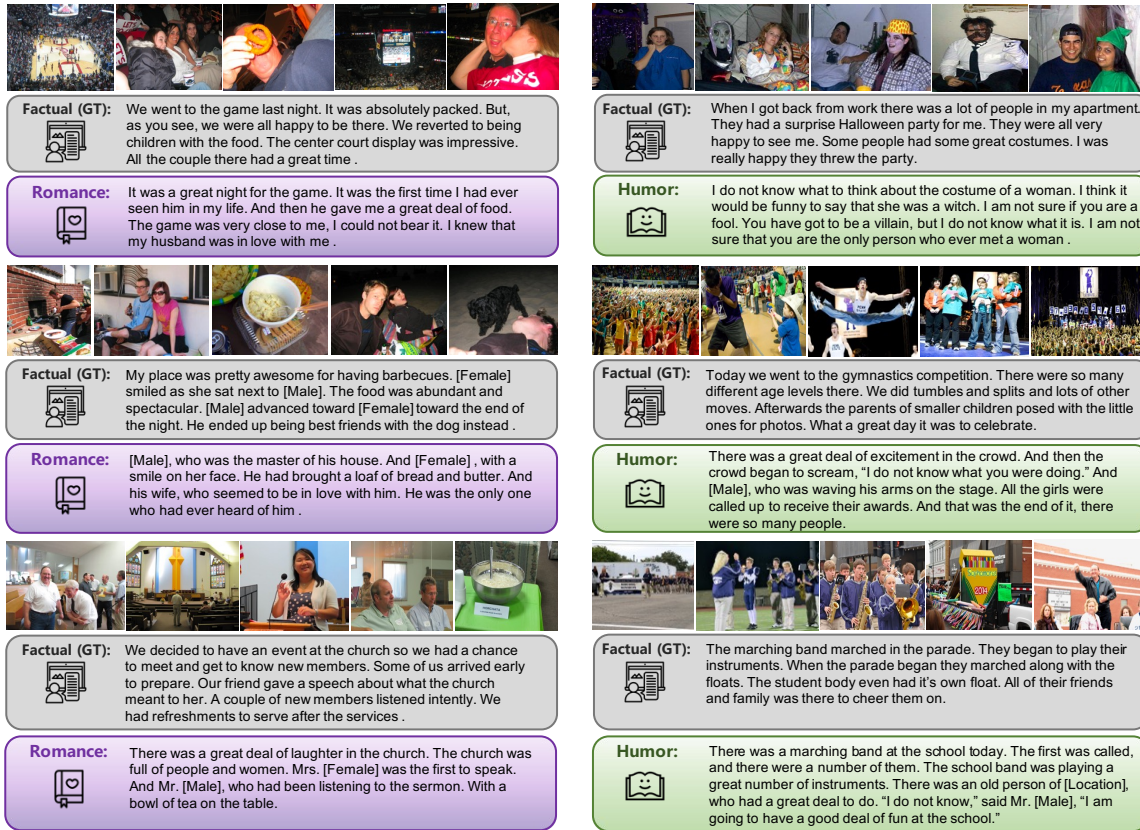 Factual (GT):
We went to the game last night. It was absolutely packed. But,
as you see, we were all happy to be there. We reverted to being
children with the food. The center court display was impressive.
All the couple there had a great time .
Romance:
It was a great night for the game. It was the first time I had ever
seen him in my life. And then he gave me a great deal of food.
The game was very close to me, I could not bear it. I knew that
my husband was in love with me .
Factual (GT):
My place was pretty awesome for having barbecues. [Female]
smiled as she sat next to [Male]. The food was abundant and
spectacular. [Male] advanced toward [Female] toward the end of
the night. He ended up being best friends with the dog instead .
Romance:
[Male], who was the master of his house. And [Female] , with a
smile on her face. He had brought a loaf of bread and butter. And
his wife, who seemed to be in love with him. He was the only one
who had ever heard of him .
Factual (GT):
We decided to have an event at the church so we had a chance
to meet and get to know new members. Some of us arrived early
to prepare. Our friend gave a speech about what the church
meant to her. A couple of new members listened intently. We
had refreshments to serve after the services .
Romance:
There was a great deal of laughter in the church. The church was
full of people and women. Mrs. [Female] was the first to speak.
And Mr. [Male], who had been listening to the sermon. With a
bowl of tea on the table.
Factual (GT):
When I got back from work there was a lot of people in my apartment.
They had a surprise Halloween party for me. They were all very
happy to see me. Some people had some great costumes. I was
really happy they threw the party.
Humor:
I do not know what to think about the costume of a woman. I think it
would be funny to say that she was a witch. I am not sure if you are a
fool. You have got to be a villain, but I do not know what it is. I am not
sure that you are the only person who ever met a woman .
Factual (GT):
Today we went to the gymnastics competition. There were so many
different age levels there. We did tumbles and splits and lots of other
moves. Afterwards the parents of smaller children posed with the little
ones for photos. What a great day it was to celebrate.
Humor:
There was a great deal of excitement in the crowd. And then the
crowd began to scream, “I do not know what you were doing.” And
[Male], who was waving his arms on the stage. All the girls were
called up to receive their awards. And that was the end of it, there
were so many people.
2014
Factual (GT):
The marching band marched in the parade. They began to play their
instruments. When the parade began they marched along with the
floats. The student body even had it’s own float. All of their friends
and family was there to cheer them on.
Humor:
There was a marching band at the school today. The first was called,
and there were a number of them. The school band was playing a
great number of instruments. There was an old person of [Location],
who had a great deal to do. “I do not know,” said Mr. [Male], “I am
going to have a good deal of fun at the school.”